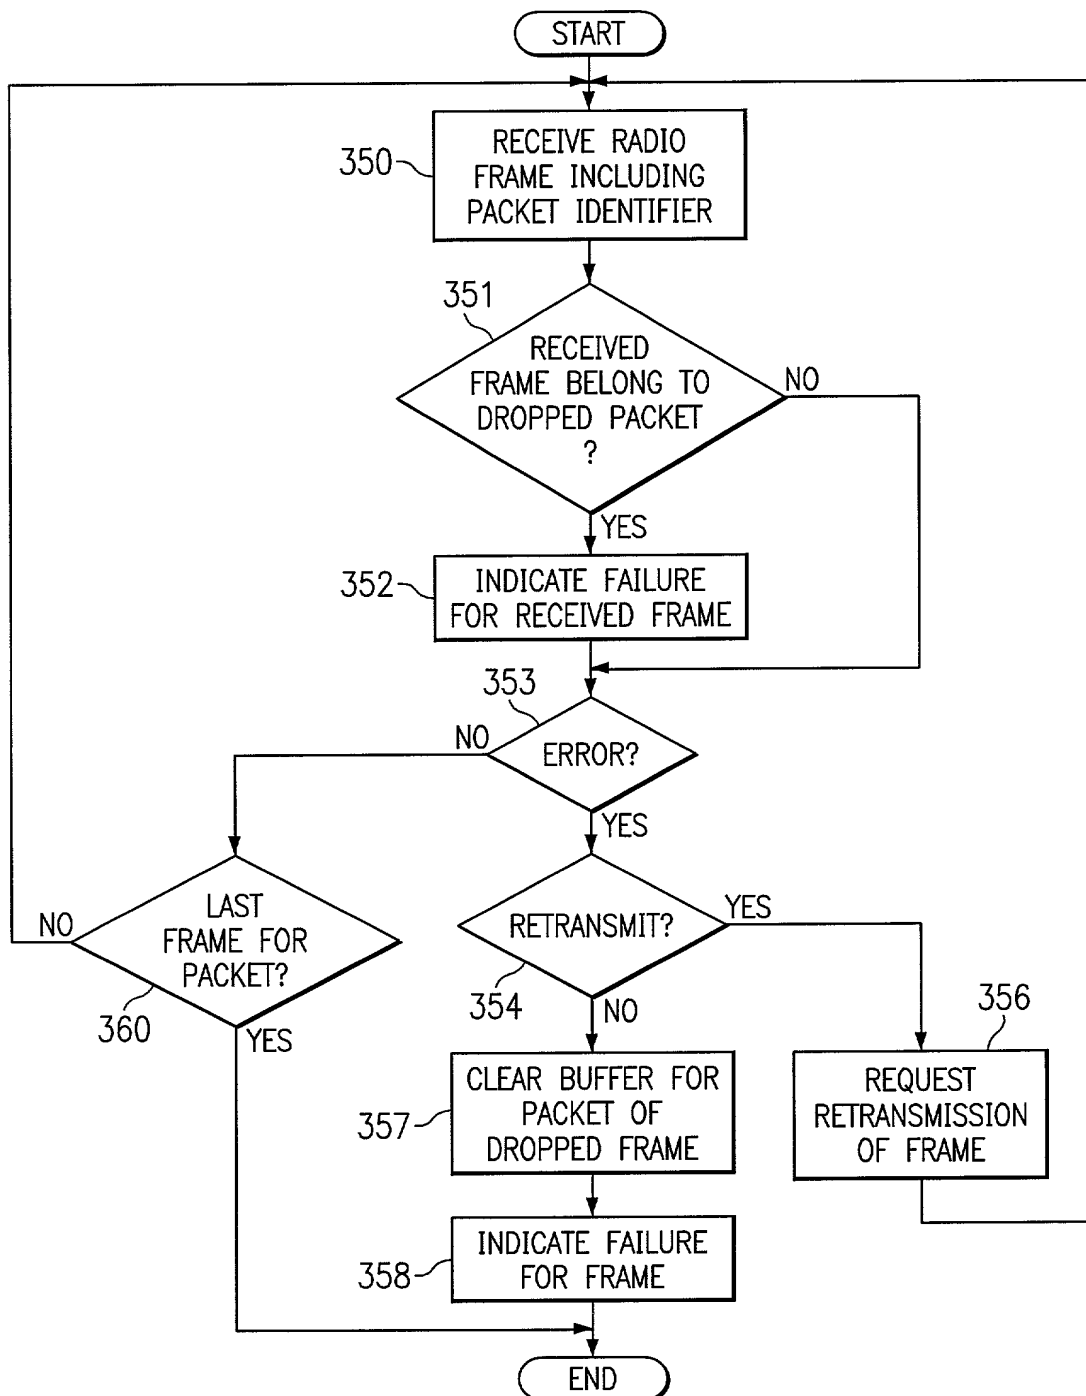 START
350
RECEIVE RADIO
FRAME INCLUDING
PACKET IDENTIFIER
351
RECEIVED
FRAME BELONG TO
DROPPED PACKET
?
NO
YES
352
INDICATE FAILURE
FOR RECEIVED FRAME
353
NO
ERROR?
YES
NO
LAST
FRAME FOR
PACKET?
360
YES
RETRANSMIT?
YES
354
NO
356
REQUEST
RETRANSMISSION
OF FRAME
357
CLEAR BUFFER FOR
PACKET OF
DROPPED FRAME
358
INDICATE FAILURE
FOR FRAME
END